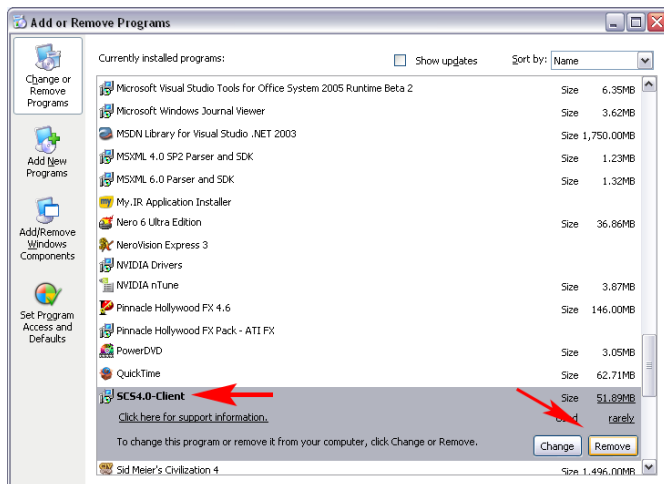 Add or Remove Programs
Change or
Remove
Programs
Add New
Programs
Add/Remove
Windows
Components
Set Program
Access and
Defaults
Currently installed programs: Show updates Sort by: Name
Microsoft Visual Studio Tools for Office System 2005 Runtime Beta 2 Size 6.35MB
Microsoft Windows Journal Viewer Size 3.62MB
MSDN Library for Visual Studio .NET 2003 Size 1,750.00MB
MSXML 4.0 SP2 Parser and SDK Size 1.23MB
MSXML 6.0 Parser and SDK Size 1.32MB
My.IR Application Installer
Nero 6 Ultra Edition Size 36.86MB
NeroVision Express 3
NVIDIA Drivers
NVIDIA nTune Size 3.87MB
Pinnacle Hollywood FX 4.6 Size 146.00MB
Pinnacle Hollywood FX Pack - ATI FX
PowerDVD Size 3.05MB
QuickTime Size 62.71MB
SCS4.0-Client Size 51.89MB
Click here for support information. Used rarely
To change this program or remove it from your computer, click Change or Remove. Change Remove
Sid Meier's Civilization 4 Size 1,496.00MB